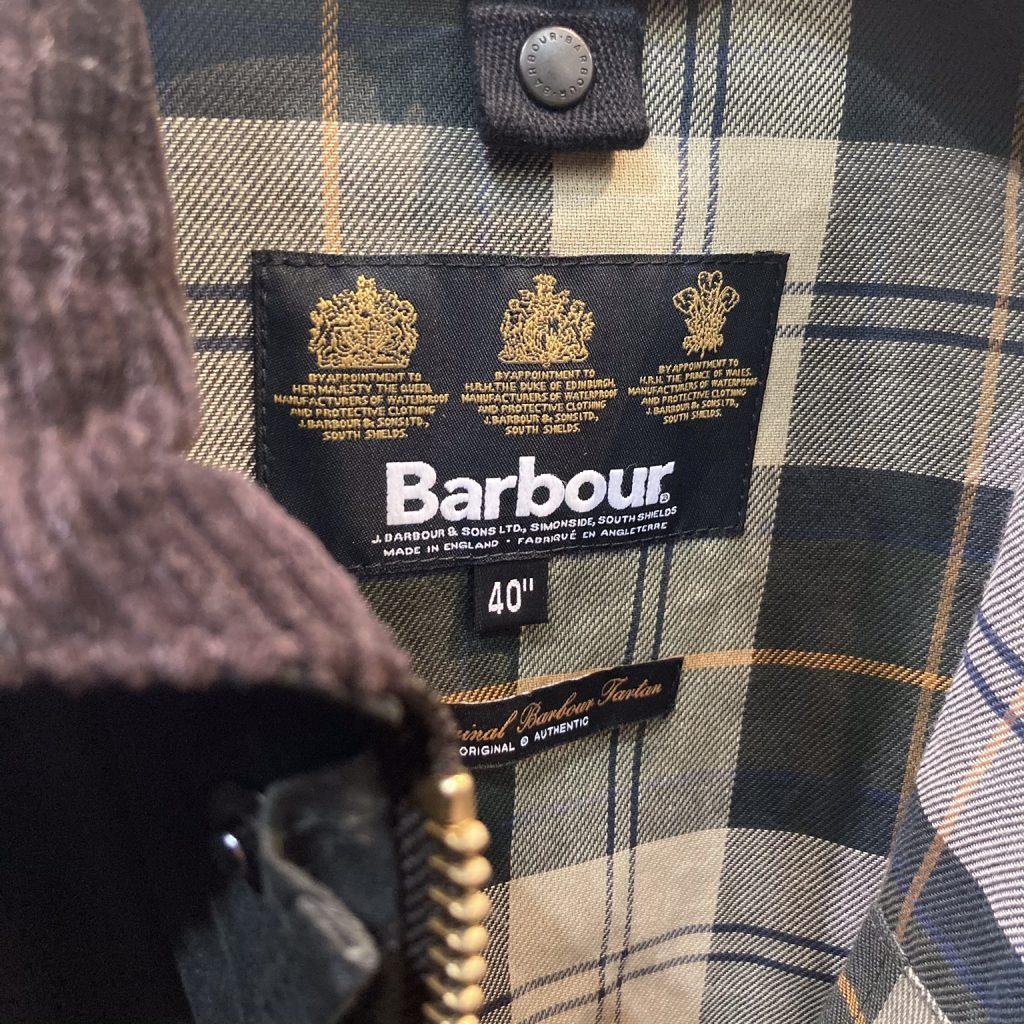 BARBOUR · BARBOUR · BARBOUR
BY APPOINTMENT TO
HER MAJESTY THE QUEEN
MANUFACTURERS OF WATERPROOF
AND PROTECTIVE CLOTHING
J. BARBOUR & SONS LTD,
SOUTH SHIELDS.
BY APPOINTMENT TO
H.R.H. THE DUKE OF EDINBURGH,
MANUFACTURERS OF WATERPROOF
AND PROTECTIVE CLOTHING
J. BARBOUR & SONS LTD,
SOUTH SHIELDS.
BY APPOINTMENT TO
H.R.H. THE PRINCE OF WALES,
MANUFACTURERS OF WATERPROOF
AND PROTECTIVE CLOTHING
J. BARBOUR & SONS LTD,
SOUTH SHIELDS.
Barbour®
J. BARBOUR & SONS LTD., SIMONSIDE, SOUTH SHIELDS
MADE IN ENGLAND · FABRIQUÉ EN ANGLETERRE
40"
inal Barbour Tartan
ORIGINAL & AUTHENTIC